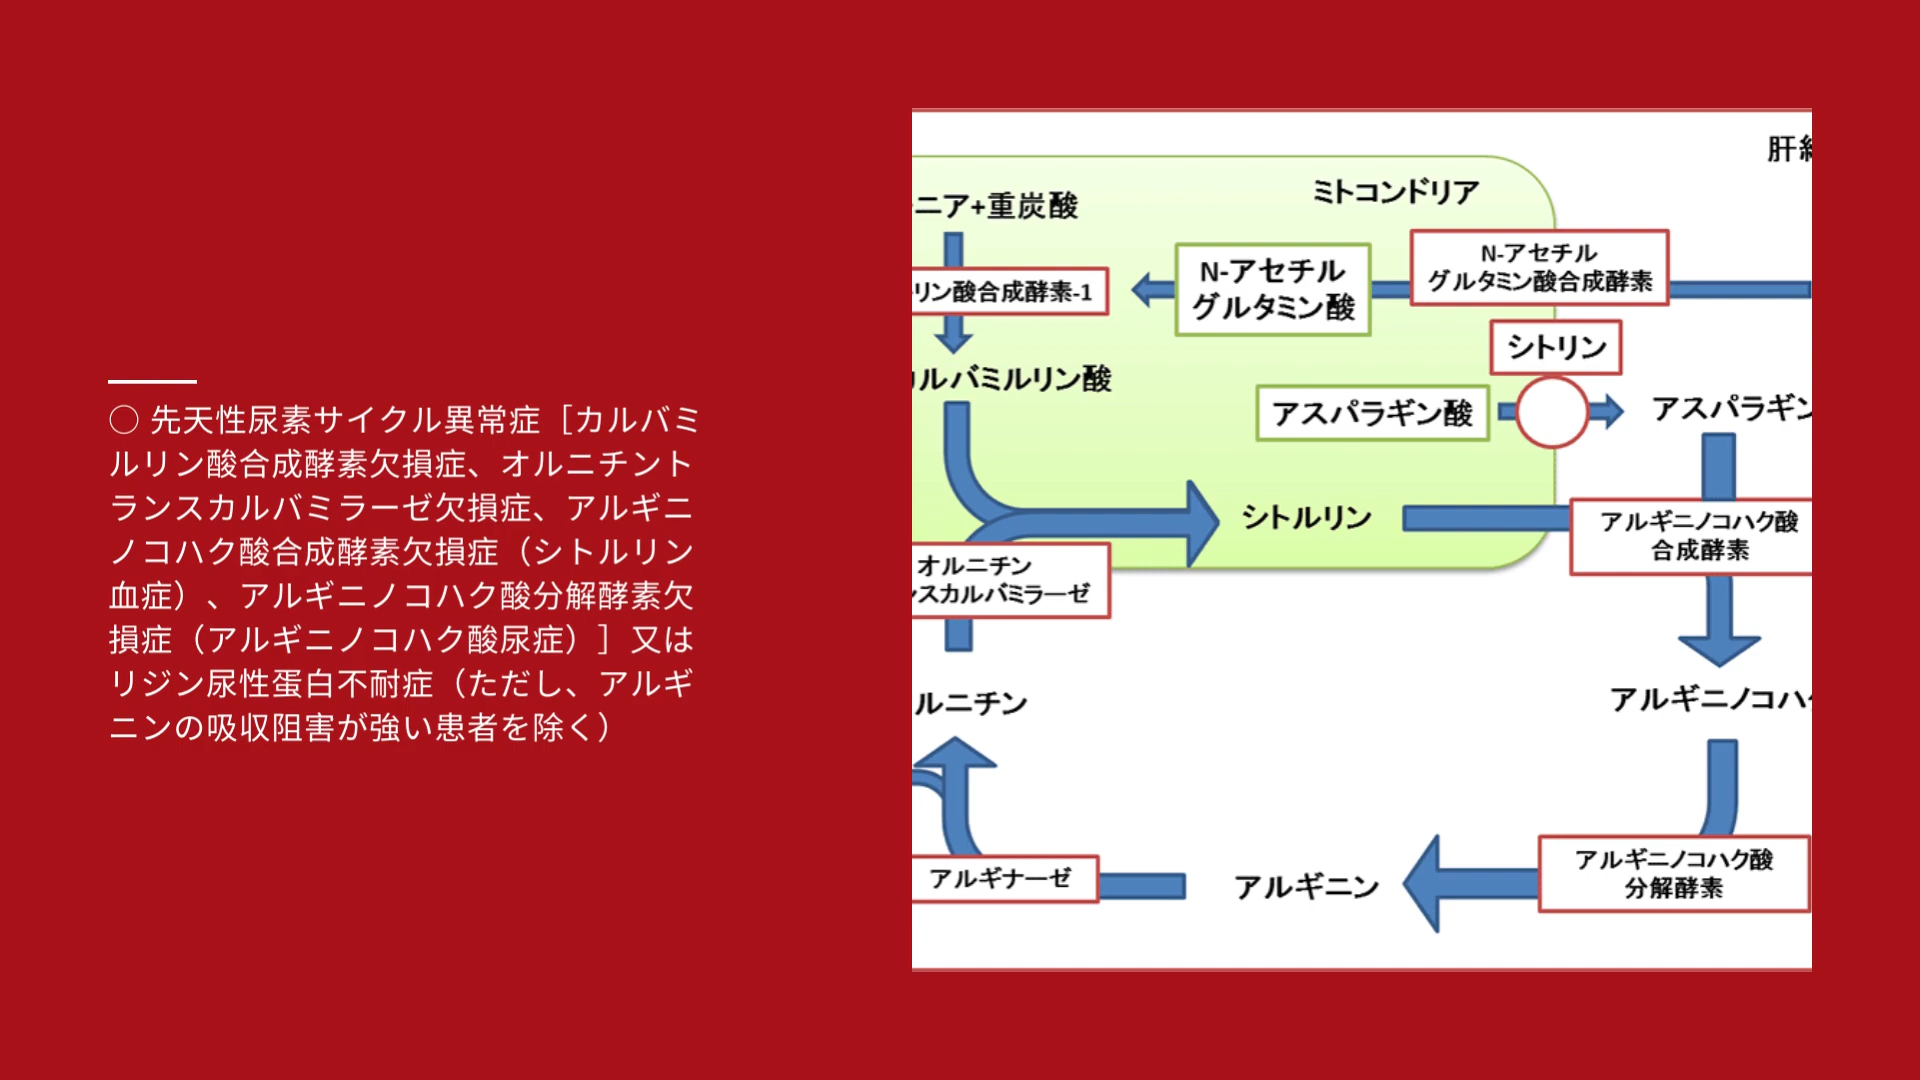 〇 先天性尿素サイクル異常症［カルバミ
ルリン酸合成酵素欠損症、オルニチント
ランスカルバミラーゼ欠損症、アルギニ
ノコハク酸合成酵素欠損症（シトルリン
血症）、アルギニノコハク酸分解酵素欠
損症（アルギニノコハク酸尿症）］又は
リジン尿性蛋白不耐症（ただし、アルギ
ニンの吸収阻害が強い患者を除く）
肝
ミトコンドリア
ニア+重炭酸
N-アセチル
グルタミン酸合成酵素
N-アセチル
グルタミン酸
リン酸合成酵素-1
シトリン
ルバミルリン酸
アスパラギン酸
アスパラギン
シトルリン
アルギニノコハク酸
合成酵素
オルニチン
スカルバミラーゼ
ルニチン
アルギニノコハ
アルギニノコハク酸
分解酵素
アルギニン
アルギナーゼ